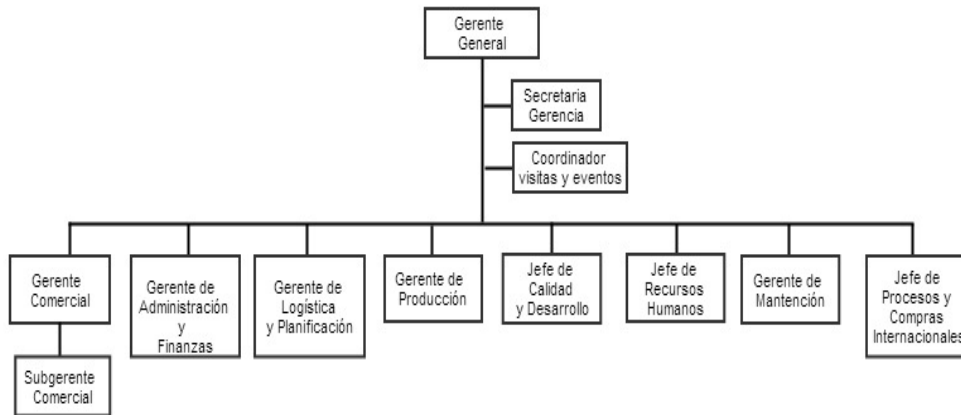 Gerente
General
Secretaria
Gerencia
Coordinador
visitas y eventos
Gerente
Comercial
Gerente de
Administración
y
Finanzas
Gerente de
Logística
y Planificación
Gerente de
Producción
Jefe de
Calidad
y Desarrollo
Jefe de
Recursos
Humanos
Gerente de
Mantención
Jefe de
Procesos y
Compras
Internacionales
Subgerente
Comercial